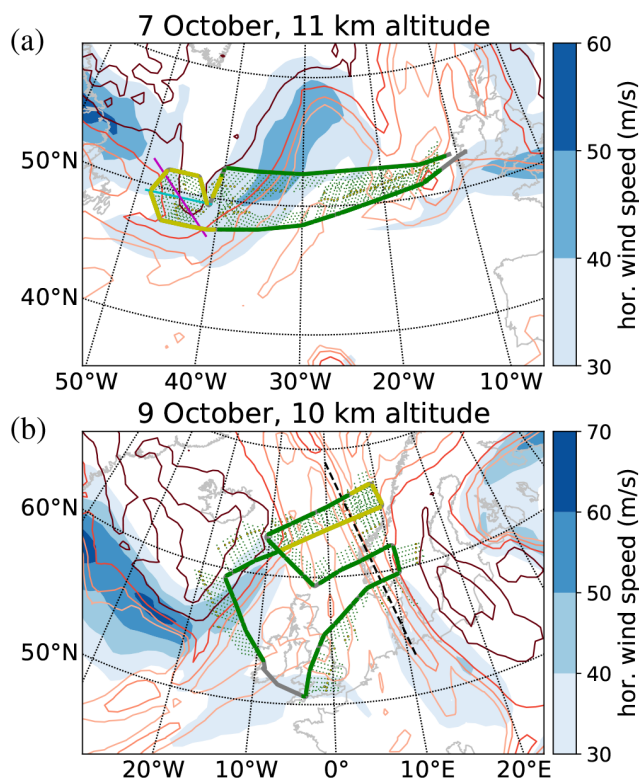 7 October, 11 km altitude
(a)
60
50
40
30
hor. wind speed (m/s)
50°N
40°N
50°W
40°W
30°W
20°W
10°W
9 October, 10 km altitude
(b)
70
60
50
40
30
hor. wind speed (m/s)
60°N
50°N
20°W
10°W
0°
10°E
20°E